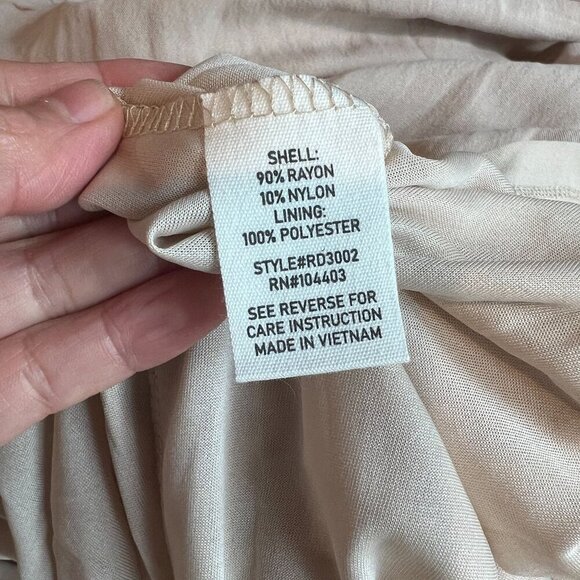 SHELL:
90% RAYON
10% NYLON
LINING:
100% POLYESTER
STYLE#RD3002
RN#104403
SEE REVERSE FOR
CARE INSTRUCTION
MADE IN VIETNAM